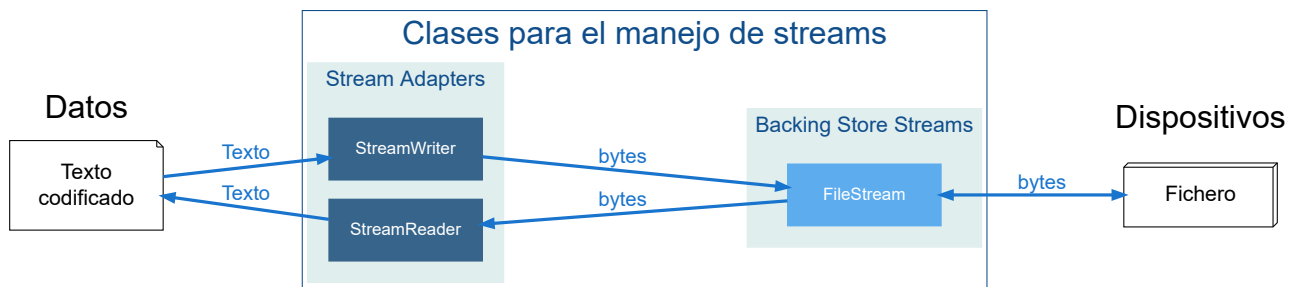 Clases para el manejo de streams
Stream Adapters
Datos
Backing Store Streams
Dispositivos
Texto
codificado
Texto
StreamWriter
bytes
FileStream
bytes
Fichero
Texto
StreamReader
bytes